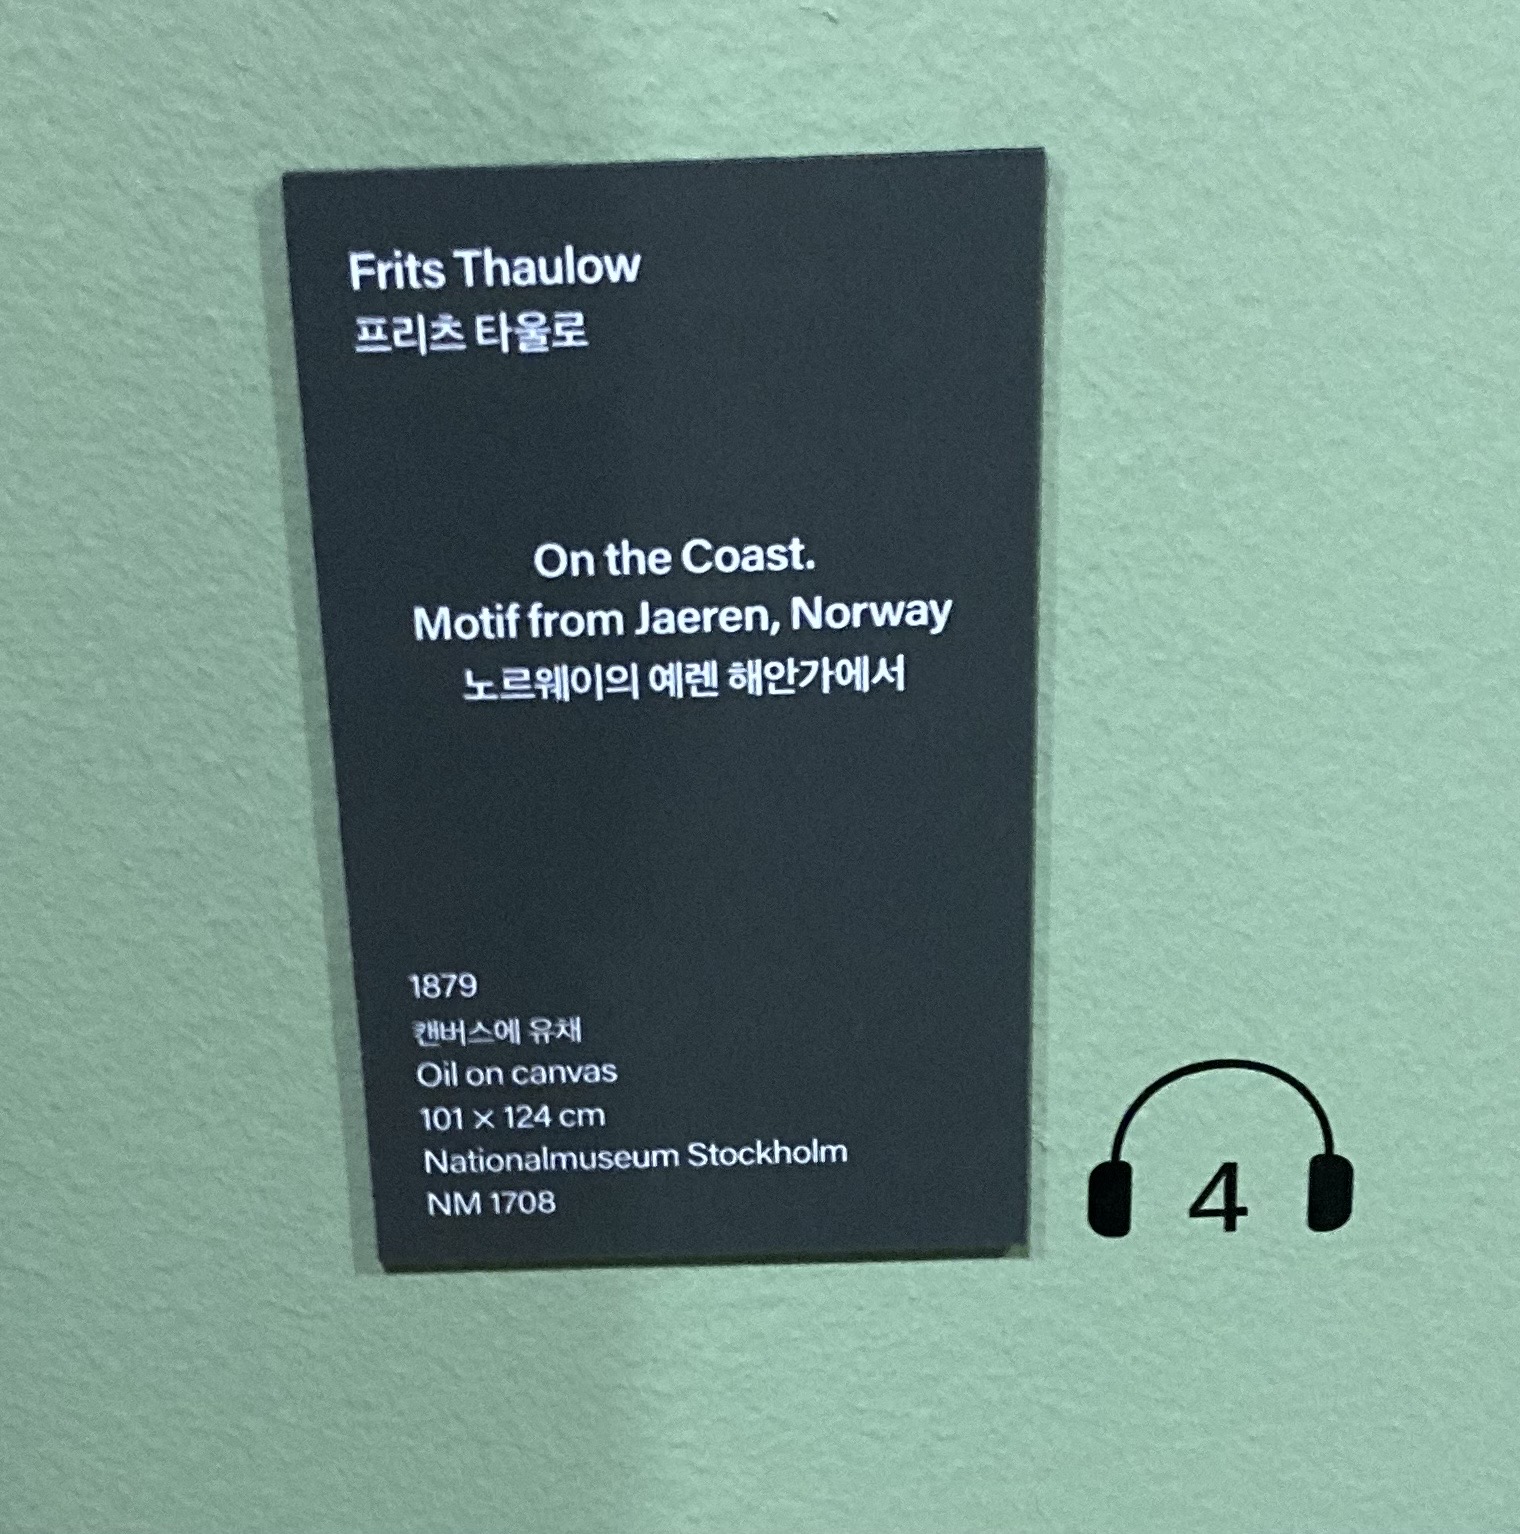 Frits Thaulow
프리츠 타울로
On the Coast.
Motif from Jaeren, Norway
노르웨이의 예렌 해안가에서
1879
캔버스에 유채
Oil on canvas
101 × 124 cm
Nationalmuseum Stockholm
NM 1708
4